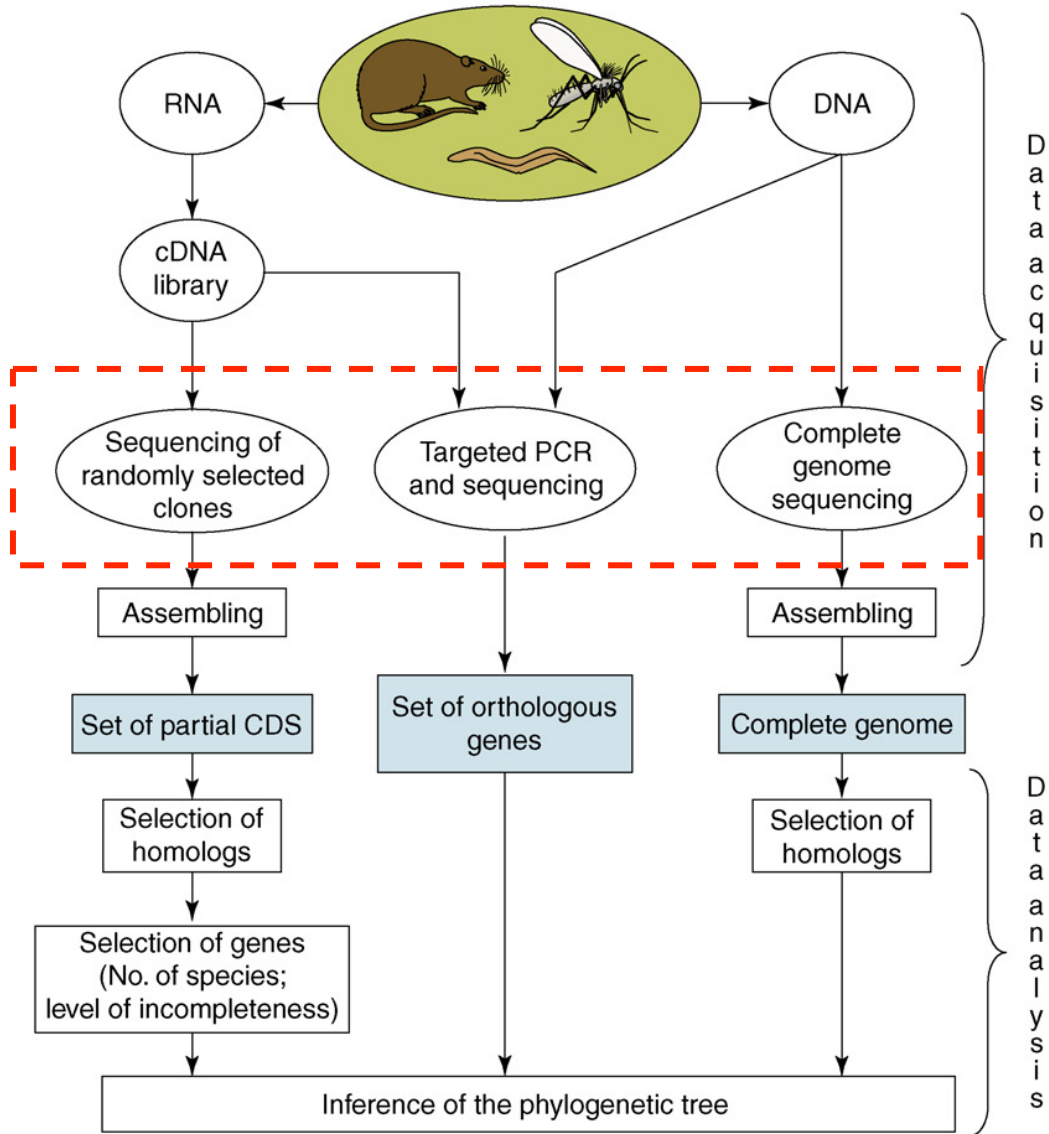 RNA
DNA
cDNA
library
Sequencing of
randomly selected
clones
Targeted PCR
and sequencing
Complete
genome
sequencing
Assembling
Assembling
Set of partial CDS
Set of orthologous
genes
Complete genome
Selection of
homologs
Selection of
homologs
Selection of genes
(No. of species;
level of incompleteness)
Inference of the phylogenetic tree
Data acquisition
Data analysis